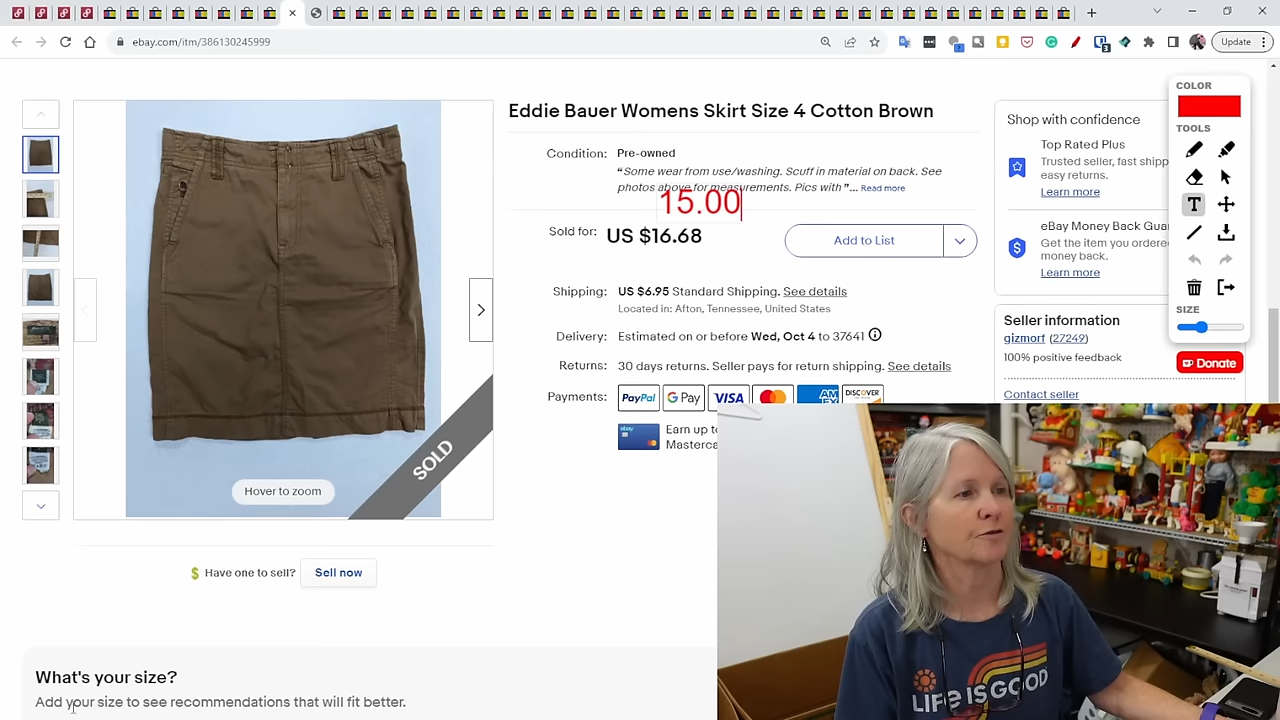 Update
ebay.com/itm/386130245999
COLOR
TOOLS
T
SIZE
Eddie Bauer Womens Skirt Size 4 Cotton Brown
Condition: Pre-owned
“Some wear from use/washing. Scuff in material on back. See
photos above for measurements. Pics with”... Read more
15.00
Sold for: US $16.68
Add to List
Shipping: US $6.95 Standard Shipping. See details
Located in: Afton, Tennessee, United States
Delivery: Estimated on or before Wed, Oct 4 to 37641
Returns: 30 days returns. Seller pays for return shipping. See details
Payments: PayPal G Pay VISA AM EX DISCOVER
ebay Earn up to
Masterca
Shop with confidence
Top Rated Plus
Trusted seller, fast shipp
easy returns.
Learn more
$ eBay Money Back Gua
Get the item you ordere
money back.
Learn more
Seller information
gizmorf (27249)
100% positive feedback
Donate
Contact seller
SOLD
Hover to zoom
$ Have one to sell? Sell now
What's your size?
Add your size to see recommendations that will fit better.
LIFE IS GOOD